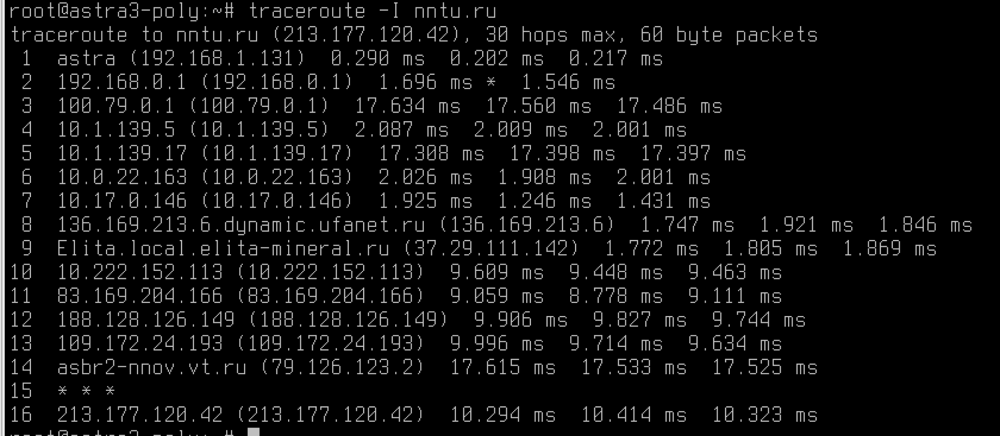 root@astra3-poly:~# traceroute -I nntu.ru
traceroute to nntu.ru (213.177.120.42), 30 hops max, 60 byte packets
 1  astra (192.168.1.131)  0.290 ms  0.202 ms  0.217 ms
 2  192.168.0.1 (192.168.0.1)  1.696 ms *  1.546 ms
 3  100.79.0.1 (100.79.0.1)  17.634 ms  17.560 ms  17.486 ms
 4  10.1.139.5 (10.1.139.5)  2.087 ms  2.009 ms  2.001 ms
 5  10.1.139.17 (10.1.139.17)  17.308 ms  17.398 ms  17.397 ms
 6  10.0.22.163 (10.0.22.163)  2.026 ms  1.908 ms  2.001 ms
 7  10.17.0.146 (10.17.0.146)  1.925 ms  1.246 ms  1.431 ms
 8  136.169.213.6.dynamic.ufanet.ru (136.169.213.6)  1.747 ms  1.921 ms  1.846 ms
 9  Elita.local.elita-mineral.ru (37.29.111.142)  1.772 ms  1.805 ms  1.869 ms
10  10.222.152.113 (10.222.152.113)  9.609 ms  9.448 ms  9.463 ms
11  83.169.204.166 (83.169.204.166)  9.059 ms  8.778 ms  9.111 ms
12  188.128.126.149 (188.128.126.149)  9.906 ms  9.827 ms  9.744 ms
13  109.172.24.193 (109.172.24.193)  9.996 ms  9.714 ms  9.634 ms
14  asbr2-nnov.vt.ru (79.126.123.2)  17.615 ms  17.533 ms  17.525 ms
15  * * *
16  213.177.120.42 (213.177.120.42)  10.294 ms  10.414 ms  10.323 ms
root@astra3-poly:~#